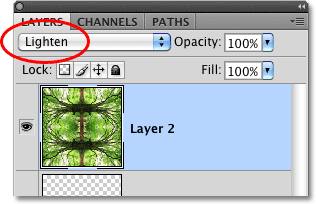 LAYERS CHANNELS PATHS
Lighten Opacity: 100%
Lock: Fill: 100%
Layer 2